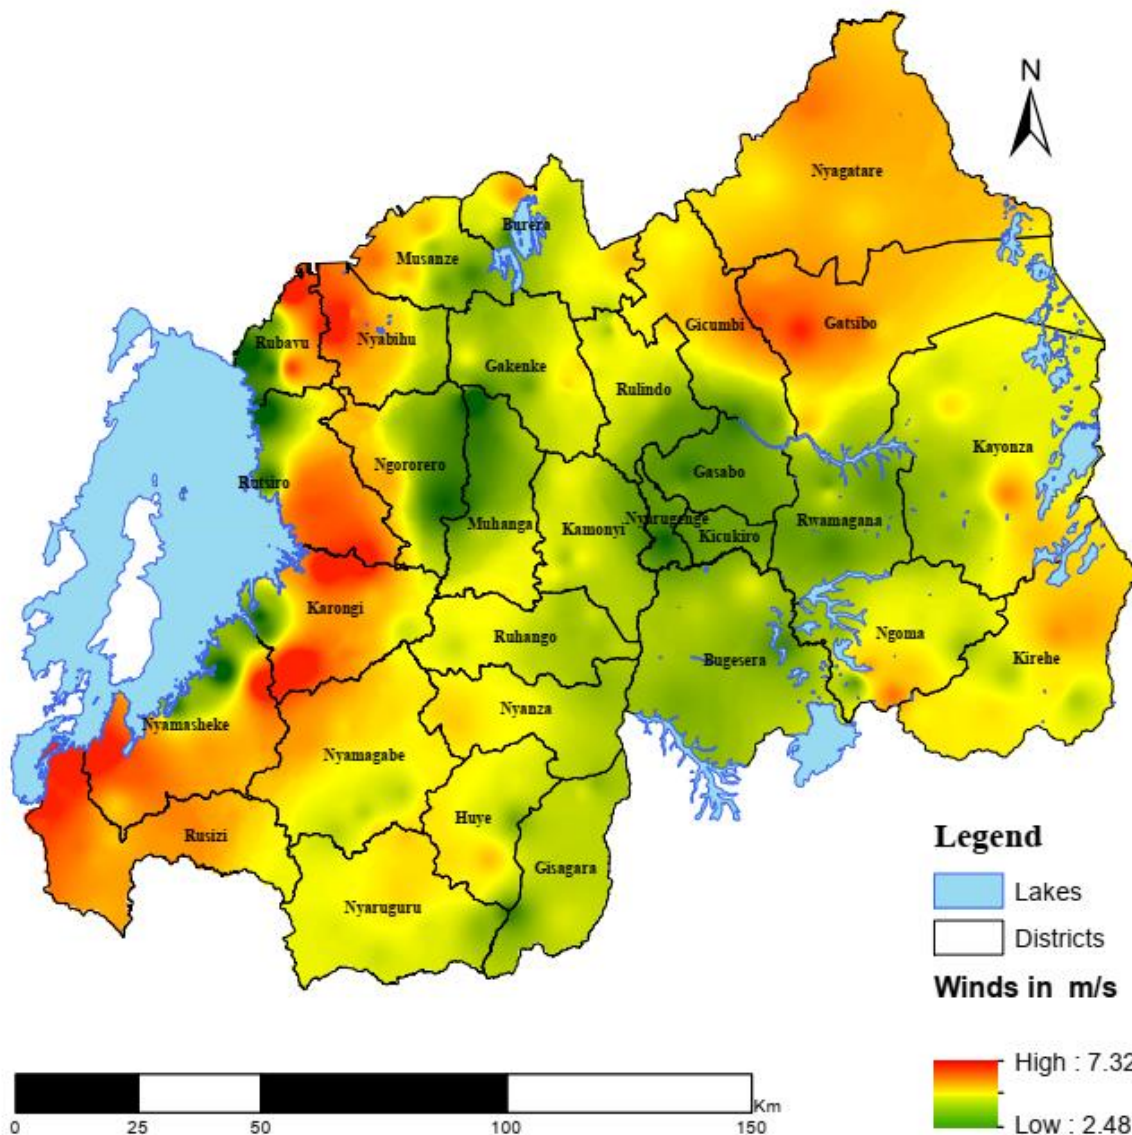 N
Nyagatare
Burera
Musanze
Gicumbi
Gatsibo
Rubavu
Nyabihu
Gakenke
Rulindo
Kayonza
Ngororero
Gasabo
Rutsiro
Muhanga
Kamonyi
Nyarugenge
Rwamagana
Kicukiro
Karongi
Ruhango
Ngoma
Bugesera
Kirehe
Nyanza
Nyamasheke
Nyamagabe
Huye
Rusizi
Gisagara
Nyaruguru
Legend
Lakes
Districts
Winds in m/s
High : 7.32
Low : 2.48
Km
0 25 50 100 150